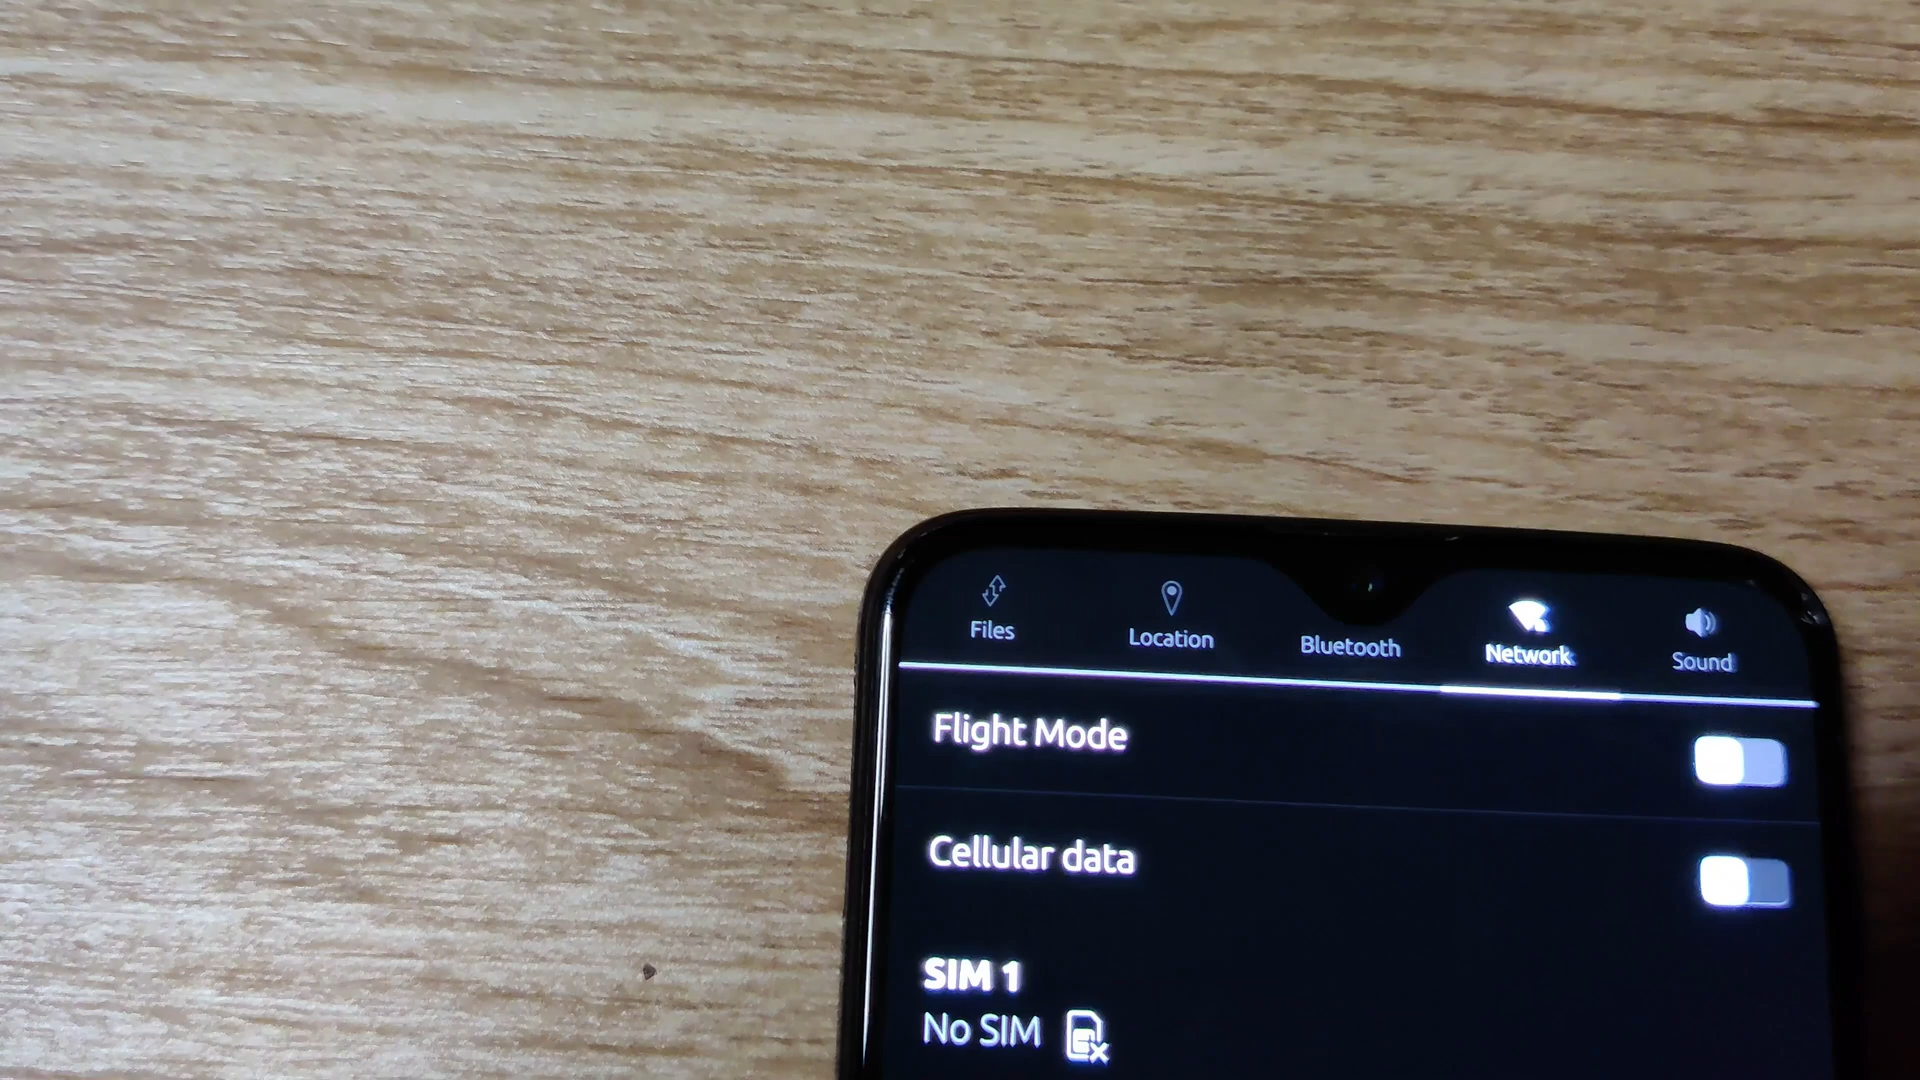 Files Location Bluetooth Network Sound
Flight Mode
Cellular data
SIM 1
No SIM